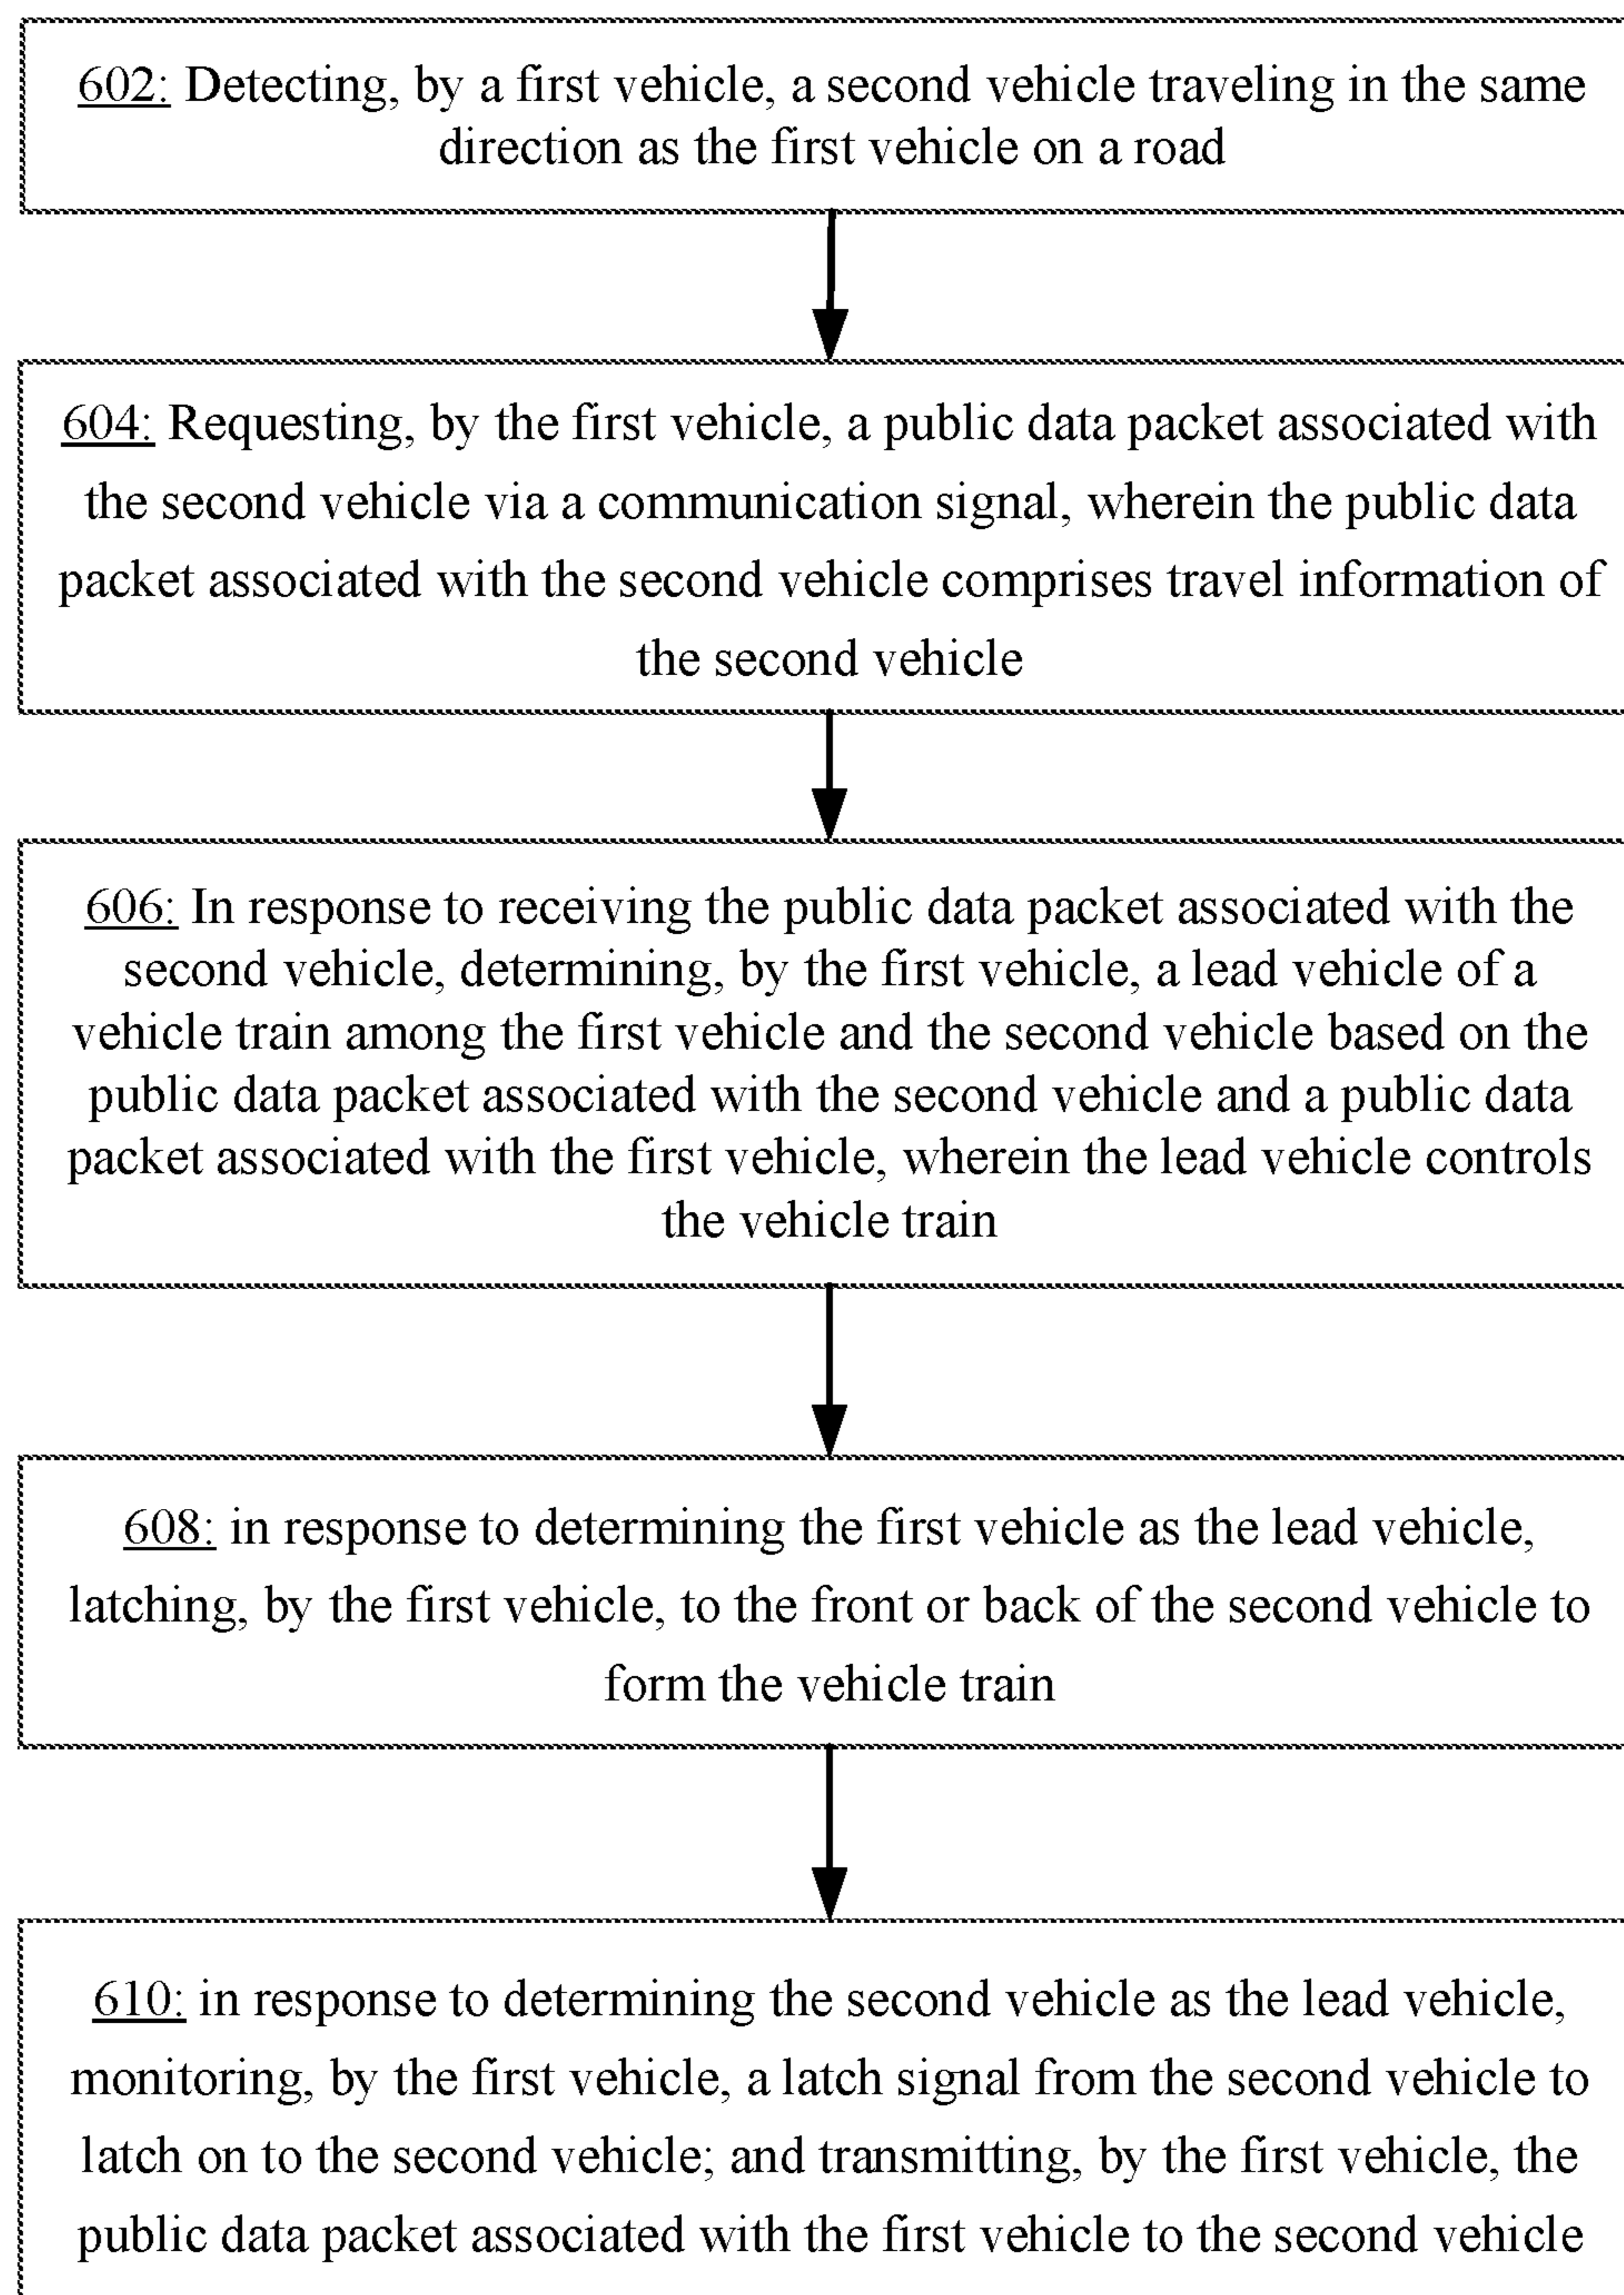 602: Detecting, by a first vehicle, a second vehicle traveling in the same
direction as the first vehicle on a road
604: Requesting, by the first vehicle, a public data packet associated with
the second vehicle via a communication signal, wherein the public data
packet associated with the second vehicle comprises travel information of
the second vehicle
606: In response to receiving the public data packet associated with the
second vehicle, determining, by the first vehicle, a lead vehicle of a
vehicle train among the first vehicle and the second vehicle based on the
public data packet associated with the second vehicle and a public data
packet associated with the first vehicle, wherein the lead vehicle controls
the vehicle train
608: in response to determining the first vehicle as the lead vehicle,
latching, by the first vehicle, to the front or back of the second vehicle to
form the vehicle train
610: in response to determining the second vehicle as the lead vehicle,
monitoring, by the first vehicle, a latch signal from the second vehicle to
latch on to the second vehicle; and transmitting, by the first vehicle, the
public data packet associated with the first vehicle to the second vehicle